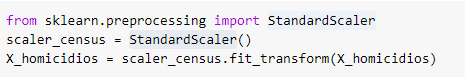 from sklearn.preprocessing import StandardScaler
scaler_census = StandardScaler()
X_homicidios = scaler_census.fit_transform(X_homicidios)